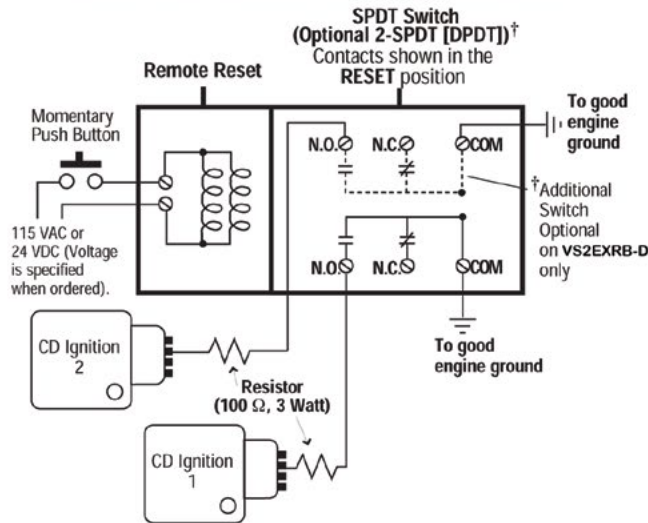 SPDT Switch
(Optional 2-SPDT [DPDT])†
Contacts shown in the
RESET position
Remote Reset
Momentary
Push Button
To good
engine
ground
N.O.
N.C.
COM
†Additional
Switch
Optional
on VS2EXRB-D
only
115 VAC or
24 VDC (Voltage
is specified
when ordered).
N.O.
N.C.
COM
To good
engine ground
CD Ignition
2
Resistor
(100 Ω, 3 Watt)
CD Ignition
1